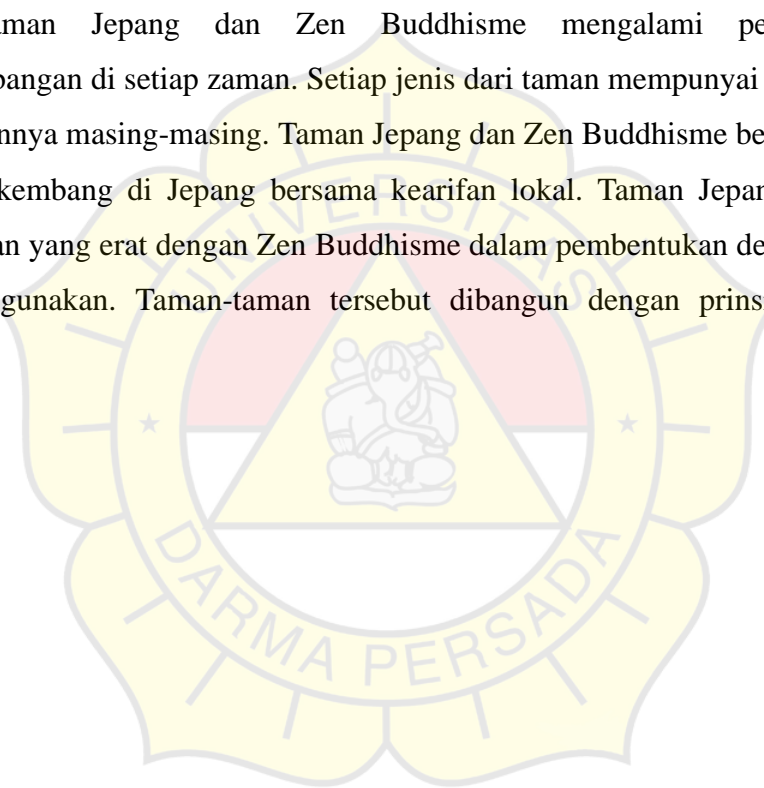 aman Jepang dan Zen Buddhisme mengalami pe
bangan di setiap zaman. Setiap jenis dari taman mempunyai
nnya masing-masing. Taman Jepang dan Zen Buddhisme be
kembang di Jepang bersama kearifan lokal. Taman Jepan
an yang erat dengan Zen Buddhisme dalam pembentukan de
gunakan. Taman-taman tersebut dibangun dengan prins
UNIVERSITAS
DARMA PERSADA